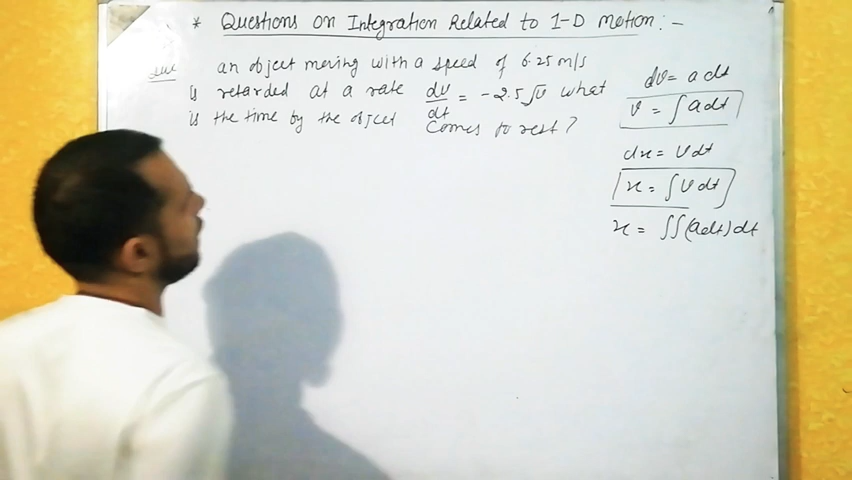 * Questions on Integration Related to 1-D motion:-
an object moving with a speed of 6.25 m/s
is retarded at a rate dv/dt = -2.5√v what
is the time by the object comes to rest?
dv = a dt
v = ∫ a dt
dx = v dt
x = ∫ v dt
x = ∫∫(a dt) dt